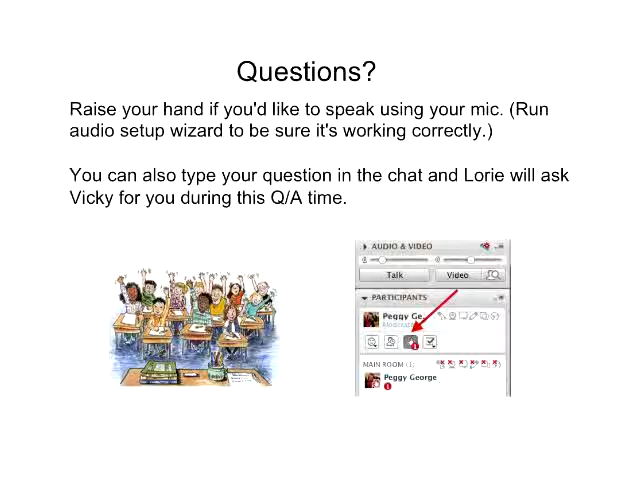 Questions?
Raise your hand if you'd like to speak using your mic. (Run
audio setup wizard to be sure it's working correctly.)
You can also type your question in the chat and Lorie will ask
Vicky for you during this Q/A time.
AUDIO & VIDEO
Talk Video
PARTICIPANTS
Peggy Ge
MAIN ROOM (1)
Peggy George
1